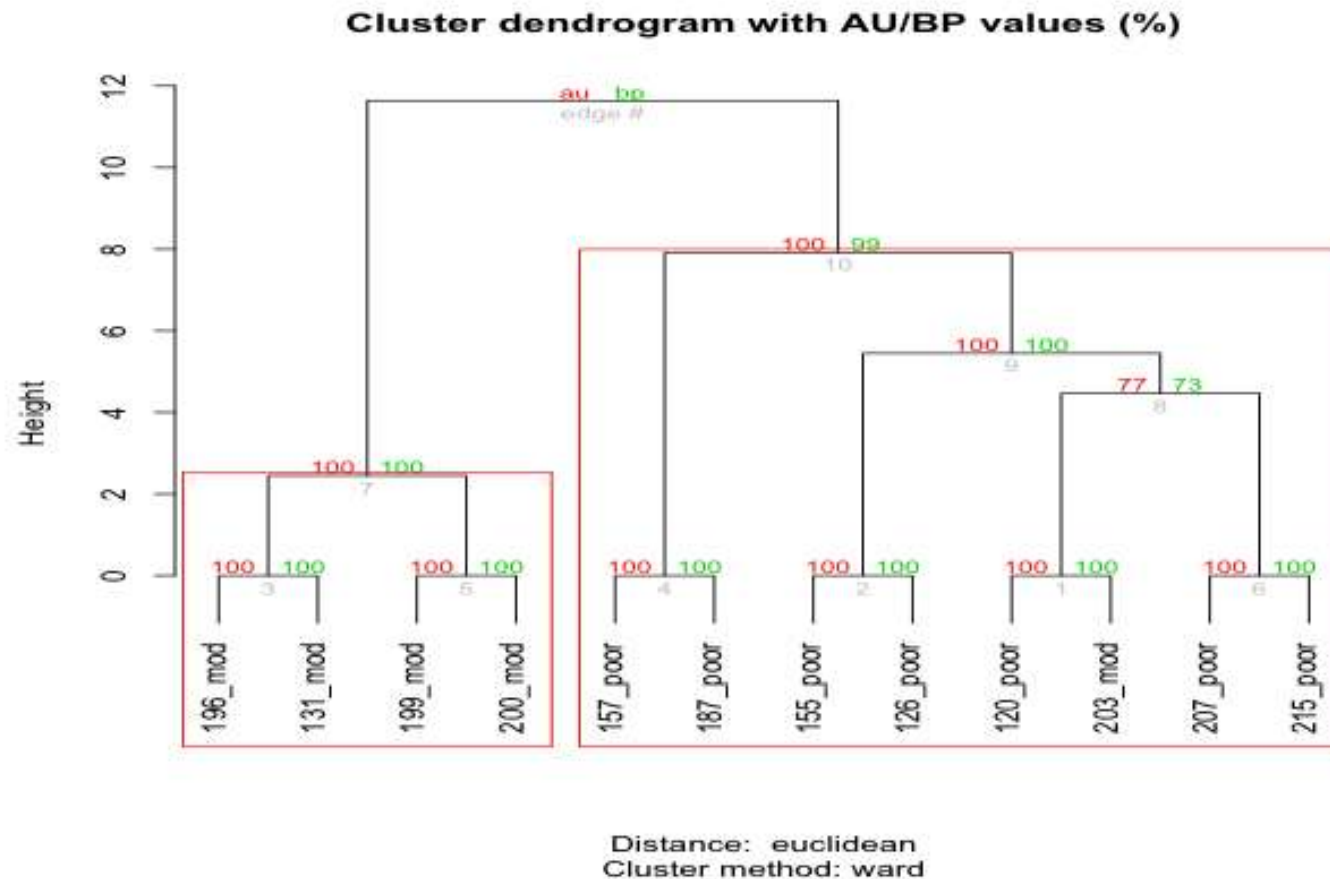 Cluster dendrogram with AU/BP values (%)
12
au bp
edge #
10
8
100 99
10
6
100 100
9
77 73
8
Height
4
100 100
7
2
0
100 100
3
100 100
5
100 100
4
100 100
2
100 100
1
100 100
6
196_mod
131_mod
199_mod
200_mod
157_poor
187_poor
155_poor
126_poor
120_poor
203_mod
207_poor
215_poor
Distance: euclidean
Cluster method: ward